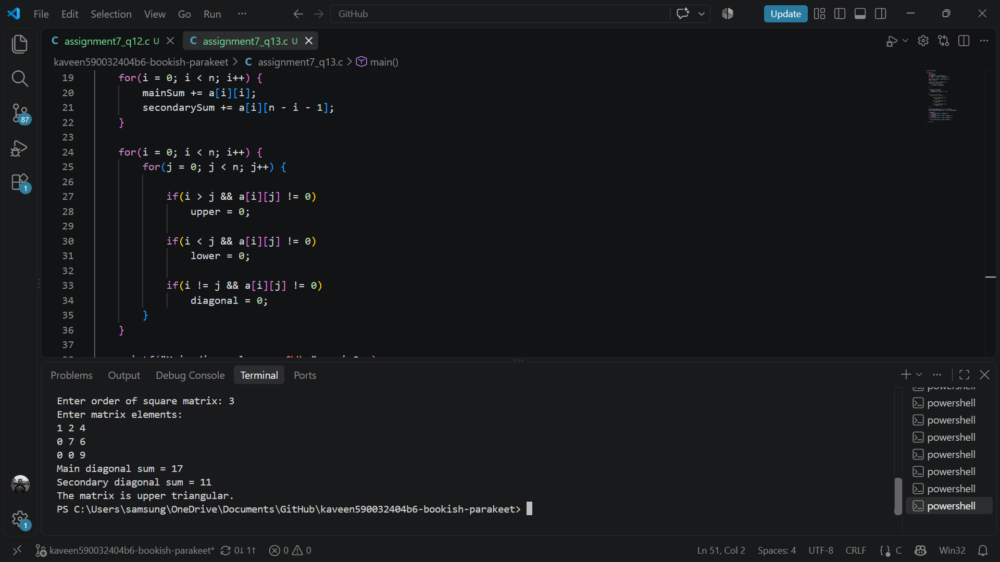 File Edit Selection View Go Run ··· GitHub Update
C assignment7_q12.c U C assignment7_q13.c U
kaveen590032404b6-bookish-parakeet > C assignment7_q13.c > main()
19 for(i = 0; i < n; i++) {
20 mainSum += a[i][i];
21 secondarySum += a[i][n - i - 1];
22 }
23
24 for(i = 0; i < n; i++) {
25 for(j = 0; j < n; j++) {
26
27 if(i > j && a[i][j] != 0)
28 upper = 0;
29
30 if(i < j && a[i][j] != 0)
31 lower = 0;
32
33 if(i != j && a[i][j] != 0)
34 diagonal = 0;
35 }
36 }
37
87
1
1
Problems Output Debug Console Terminal Ports
Enter order of square matrix: 3
Enter matrix elements:
1 2 4
0 7 6
0 0 9
Main diagonal sum = 17
Secondary diagonal sum = 11
The matrix is upper triangular.
PS C:\Users\samsung\OneDrive\Documents\GitHub\kaveen590032404b6-bookish-parakeet>
powershell
powershell
powershell
powershell
powershell
powershell
powershell
powershell
kaveen590032404b6-bookish-parakeet* 0↓ 1↑ 0 0 Ln 51, Col 2 Spaces: 4 UTF-8 CRLF C Win32